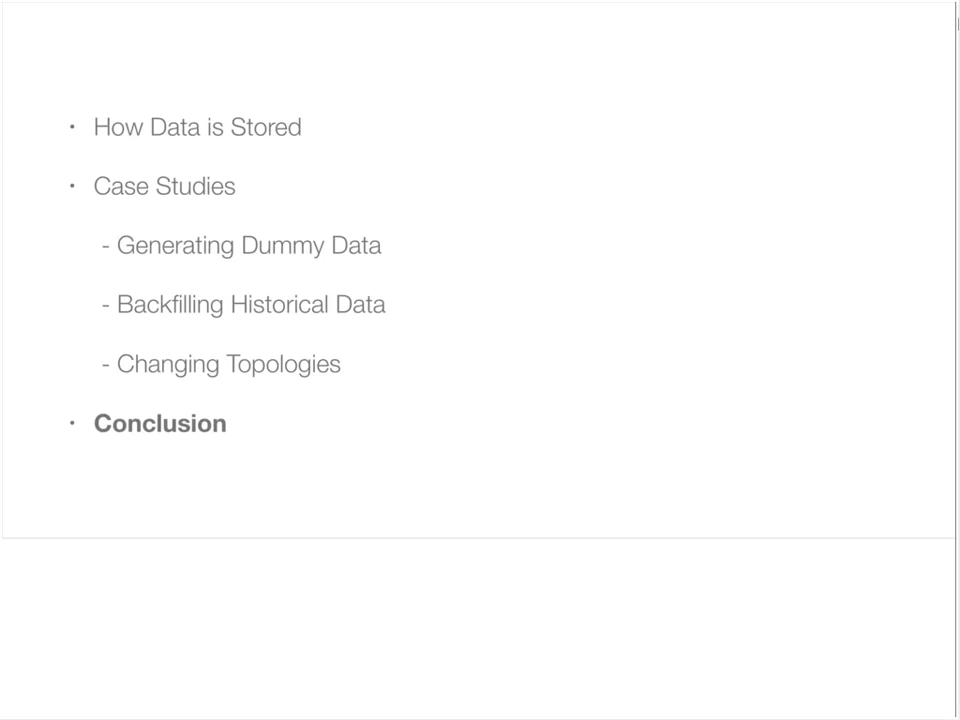 • How Data is Stored
• Case Studies
- Generating Dummy Data
- Backfilling Historical Data
- Changing Topologies
• Conclusion